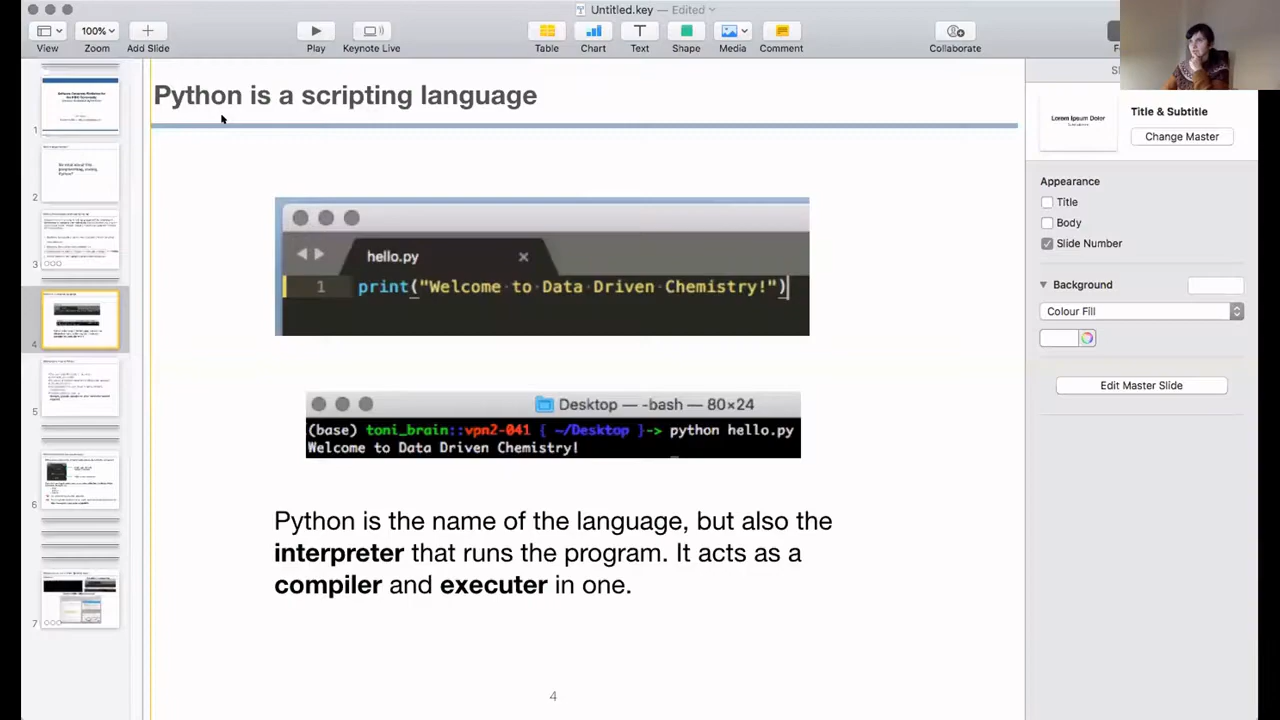 Untitled.key — Edited
View
100%
Zoom
Add Slide
Play
Keynote Live
Table
Chart
Text
Shape
Media
Comment
Collaborate
Python is a scripting language
hello.py
1 print("Welcome to Data Driven Chemistry!")
Desktop — -bash — 80×24
(base) toni_brain::vpn2-041 { ~/Desktop }-> python hello.py
Welcome to Data Driven Chemistry!
Python is the name of the language, but also the
interpreter that runs the program. It acts as a
compiler and executer in one.
4
1
2
3
4
5
6
7
Lorem Ipsum Dolor
Title & Subtitle
Change Master
Appearance
Title
Body
Slide Number
Background
Colour Fill
Edit Master Slide